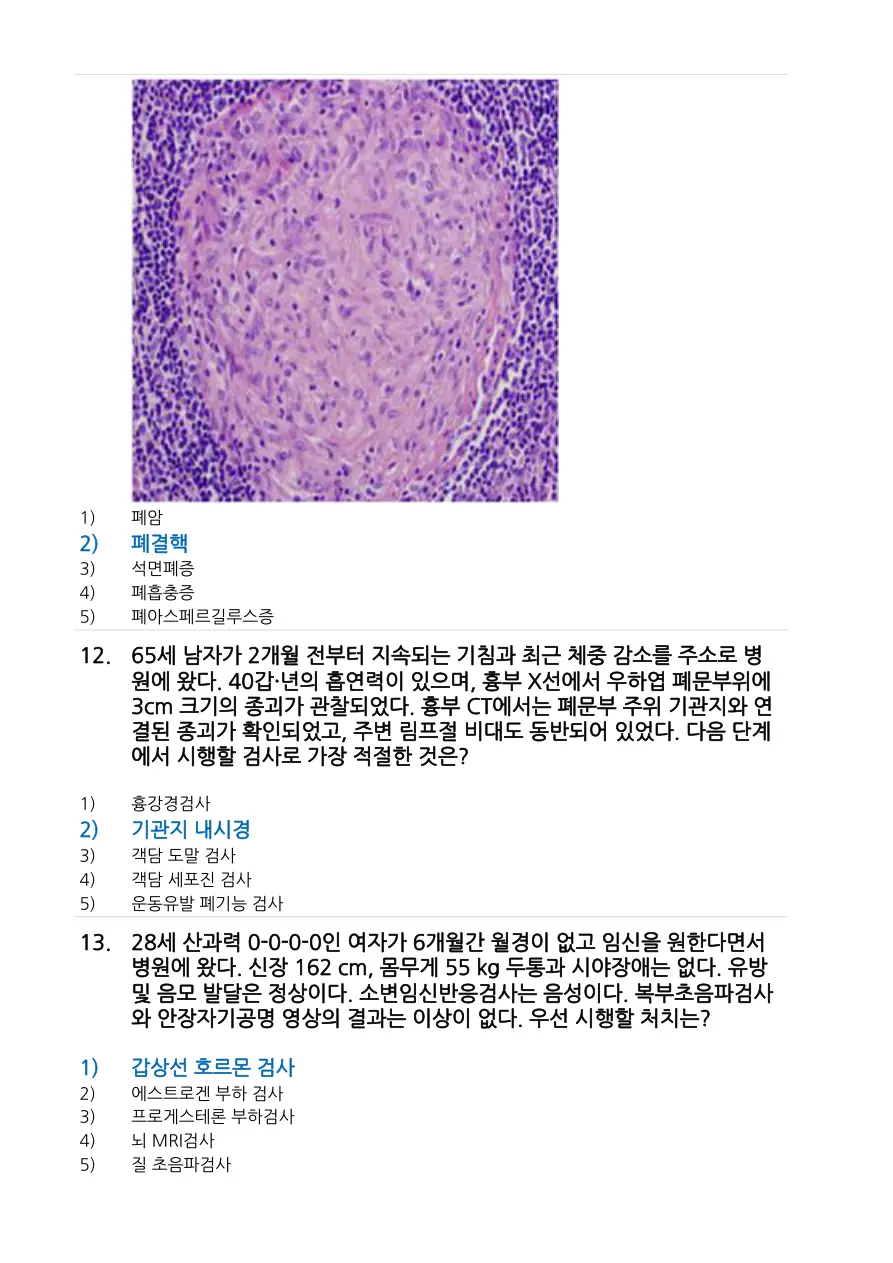 1) 폐암
2) 폐결핵
3) 석면폐증
4) 폐흡충증
5) 폐아스페르길루스증
12. 65세 남자가 2개월 전부터 지속되는 기침과 최근 체중 감소를 주소로 병
원에 왔다. 40갑·년의 흡연력이 있으며, 흉부 X선에서 우하엽 폐문부위에
3cm 크기의 종괴가 관찰되었다. 흉부 CT에서는 폐문부 주위 기관지와 연
결된 종괴가 확인되었고, 주변 림프절 비대도 동반되어 있었다. 다음 단계
에서 시행할 검사로 가장 적절한 것은?
1) 흉강경검사
2) 기관지 내시경
3) 객담 도말 검사
4) 객담 세포진 검사
5) 운동유발 폐기능 검사
13. 28세 산과력 0-0-0-0인 여자가 6개월간 월경이 없고 임신을 원한다면서
병원에 왔다. 신장 162 cm, 몸무게 55 kg 두통과 시야장애는 없다. 유방
및 음모 발달은 정상이다. 소변임신반응검사는 음성이다. 복부초음파검사
와 안장자기공명 영상의 결과는 이상이 없다. 우선 시행할 처치는?
1) 갑상선 호르몬 검사
2) 에스트로겐 부하 검사
3) 프로게스테론 부하검사
4) 뇌 MRI검사
5) 질 초음파검사